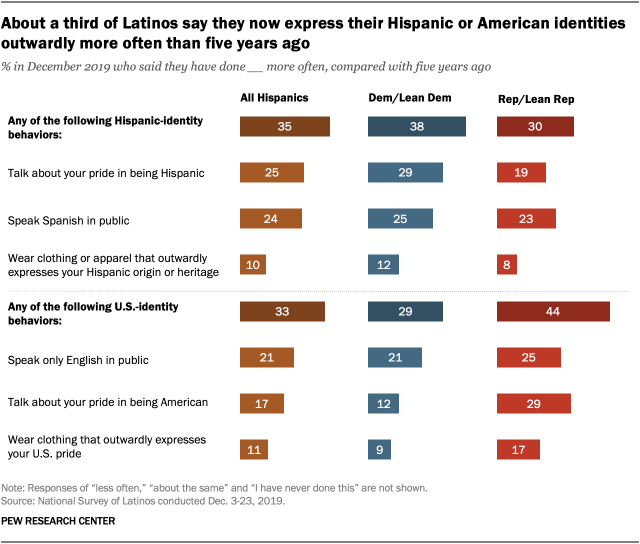 About a third of Latinos say they now express their Hispanic or American identities
outwardly more often than five years ago
% in December 2019 who said they have done __ more often, compared with five years ago
All Hispanics Dem/Lean Dem Rep/Lean Rep
Any of the following Hispanic-identity
behaviors:
35 38 30
Talk about your pride in being Hispanic 25 29 19
Speak Spanish in public 24 25 23
Wear clothing or apparel that outwardly
expresses your Hispanic origin or heritage
10 12 8
Any of the following U.S.-identity
behaviors:
33 29 44
Speak only English in public 21 21 25
Talk about your pride in being American 17 12 29
Wear clothing that outwardly expresses
your U.S. pride
11 9 17
Note: Responses of “less often,” “about the same” and “I have never done this” are not shown.
Source: National Survey of Latinos conducted Dec. 3-23, 2019.
PEW RESEARCH CENTER